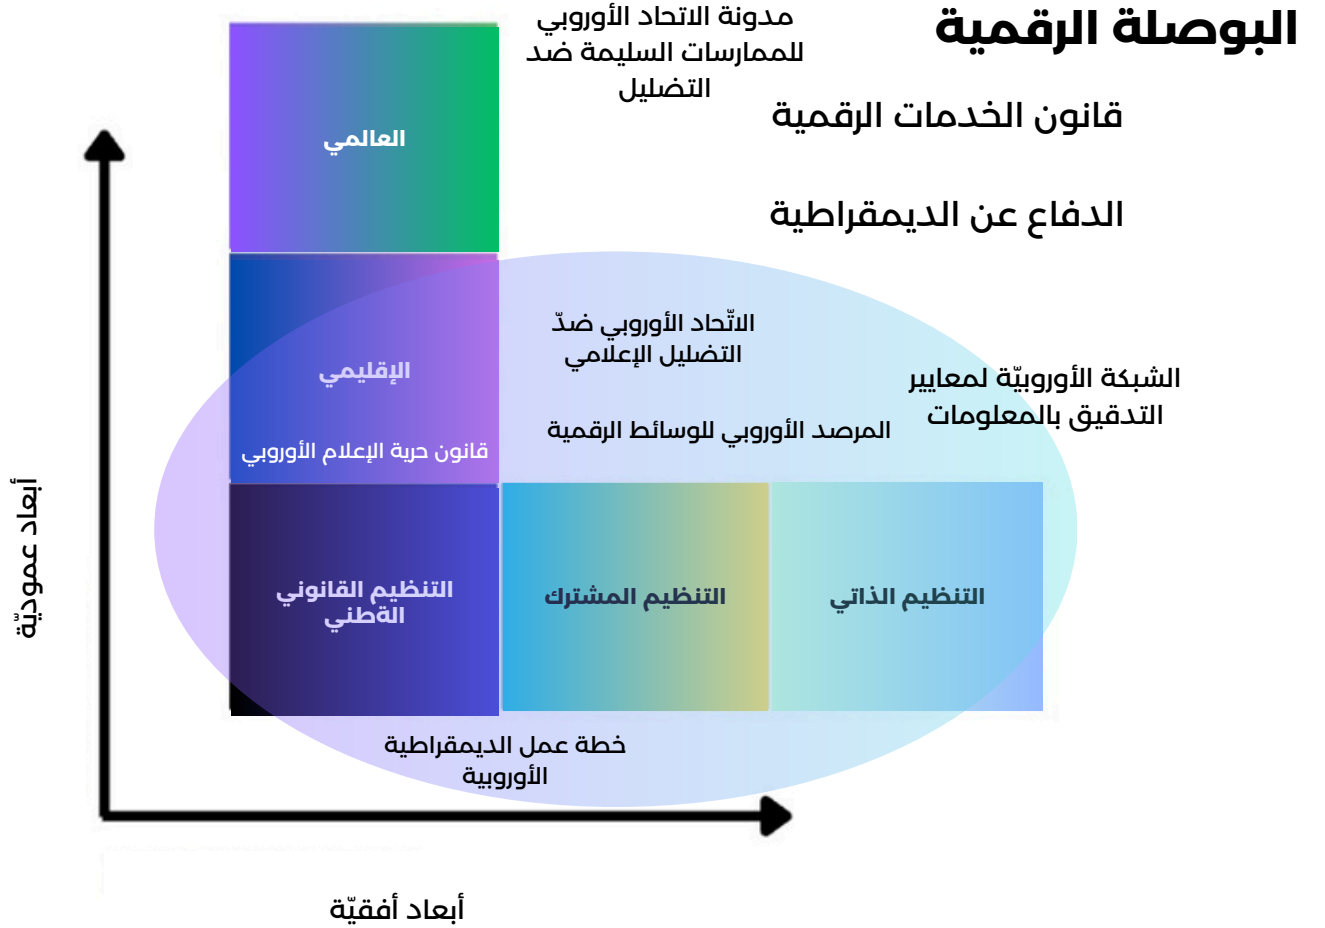 البوصلة الرقمية
مدونة الاتحاد الأوروبي
للممارسات السليمة ضد
التضليل
قانون الخدمات الرقمية
العالمي
الدفاع عن الديمقراطية
الاتّحاد الأوروبي ضدّ
التضليل الإعلامي
الإقليمي
الشبكة الأوروبيّة لمعايير
التدقيق بالمعلومات
المرصد الأوروبي للوسائط الرقمية
قانون حرية الإعلام الأوروبي
أبعاد عموديّة
التنظيم القانوني
الةطني
التنظيم المشترك
التنظيم الذاتي
خطة عمل الديمقراطية
الأوروبية
أبعاد أفقيّة